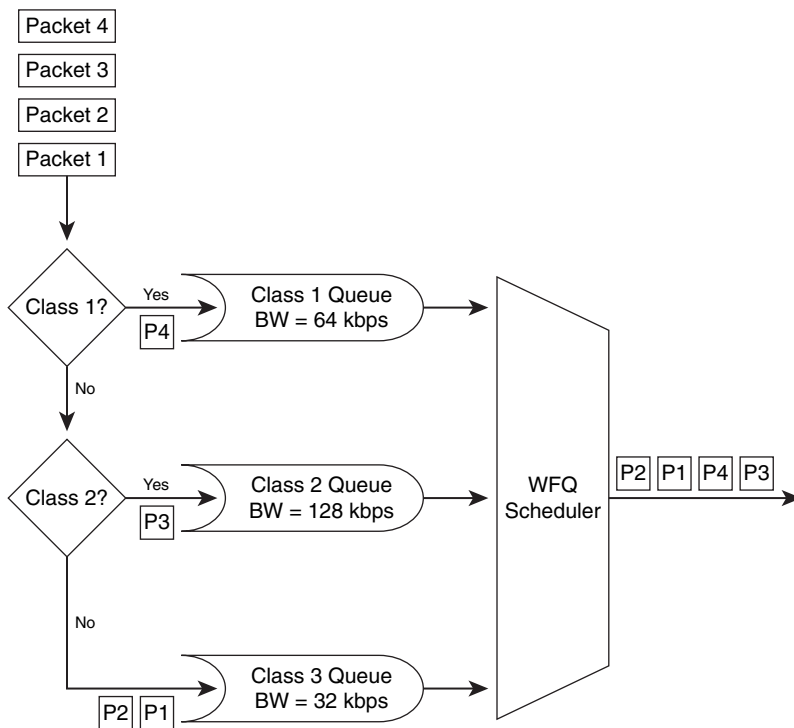 Packet 4
Packet 3
Packet 2
Packet 1
Class 1?
Yes
P4
Class 1 Queue
BW = 64 kbps
No
Class 2?
Yes
P3
Class 2 Queue
BW = 128 kbps
WFQ
Scheduler
P2 P1 P4 P3
No
P2 P1
Class 3 Queue
BW = 32 kbps